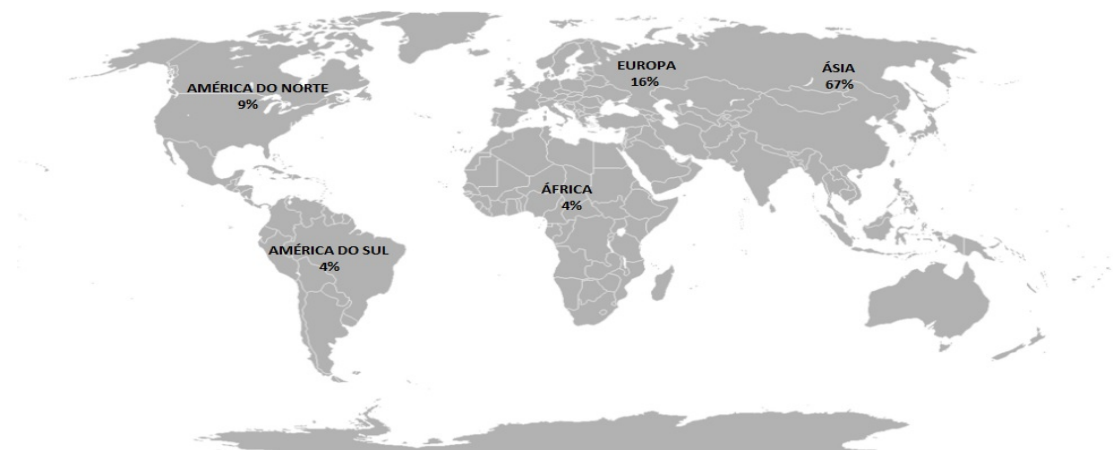 AMÉRICA DO NORTE
9%
EUROPA
16%
ÁSIA
67%
ÁFRICA
4%
AMÉRICA DO SUL
4%